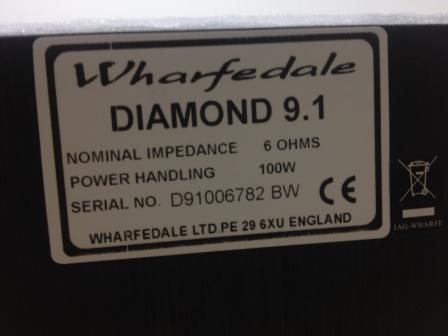 Wharfedale
DIAMOND 9.1
NOMINAL IMPEDANCE 6 OHMS
POWER HANDLING 100W
SERIAL NO. D91006782 BW CE
WHARFEDALE LTD.PE 29 6XU ENGLAND
IAG-WHARFE